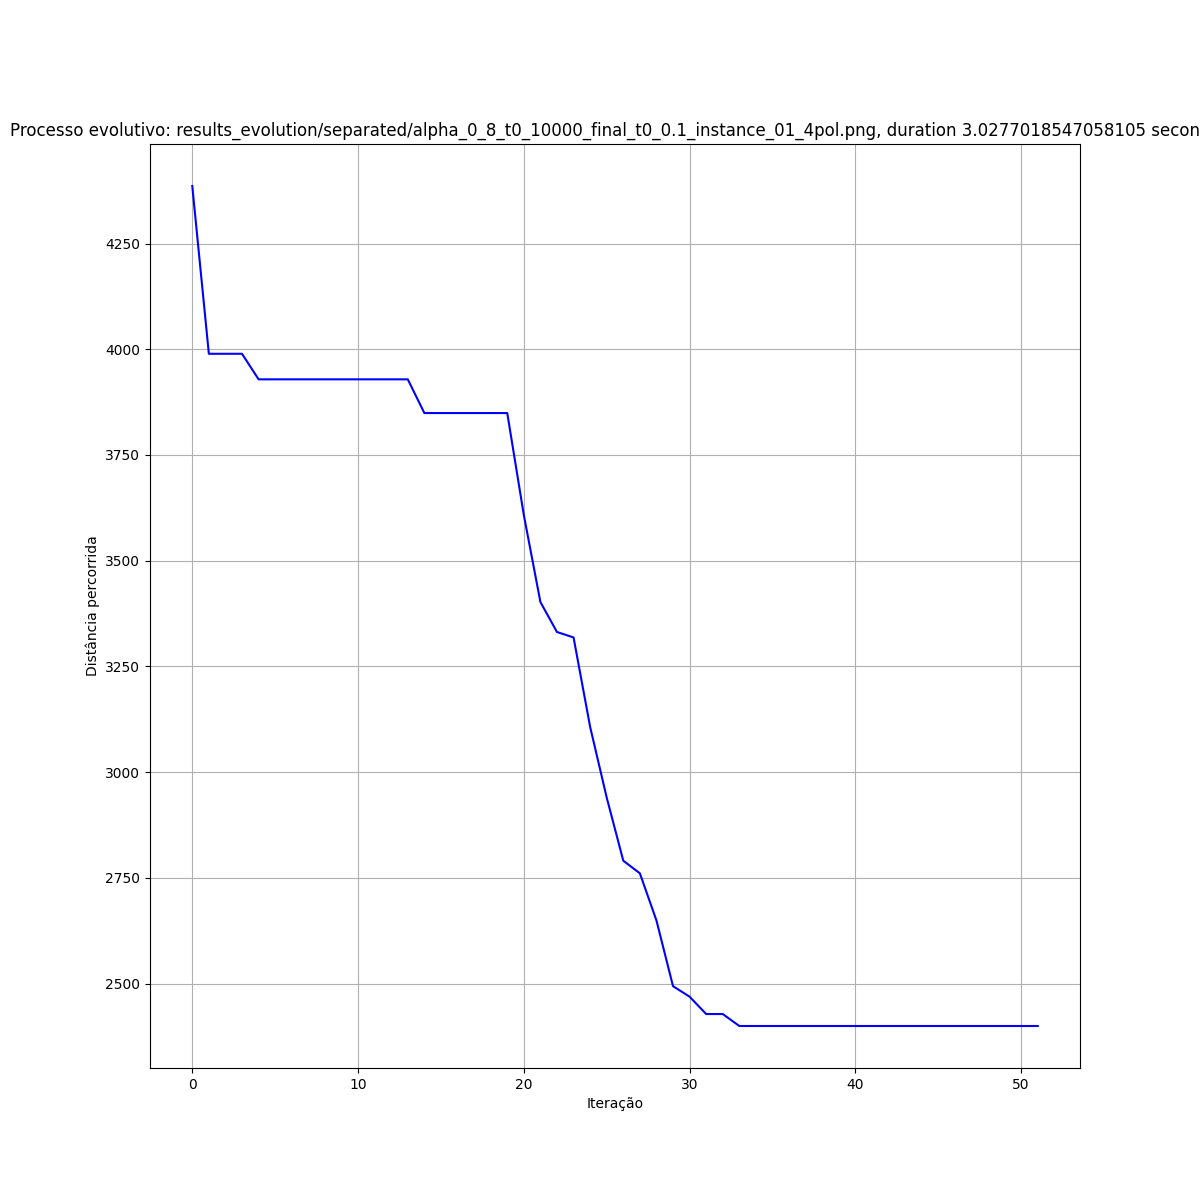 Processo evolutivo: results_evolution/separated/alpha_0_8_t0_10000_final_t0_0.1_instance_01_4pol.png, duration 3.0277018547058105 secon
4250
4000
3750
3500
3250
3000
2750
2500
Distância percorrida
0 10 20 30 40 50
Iteração